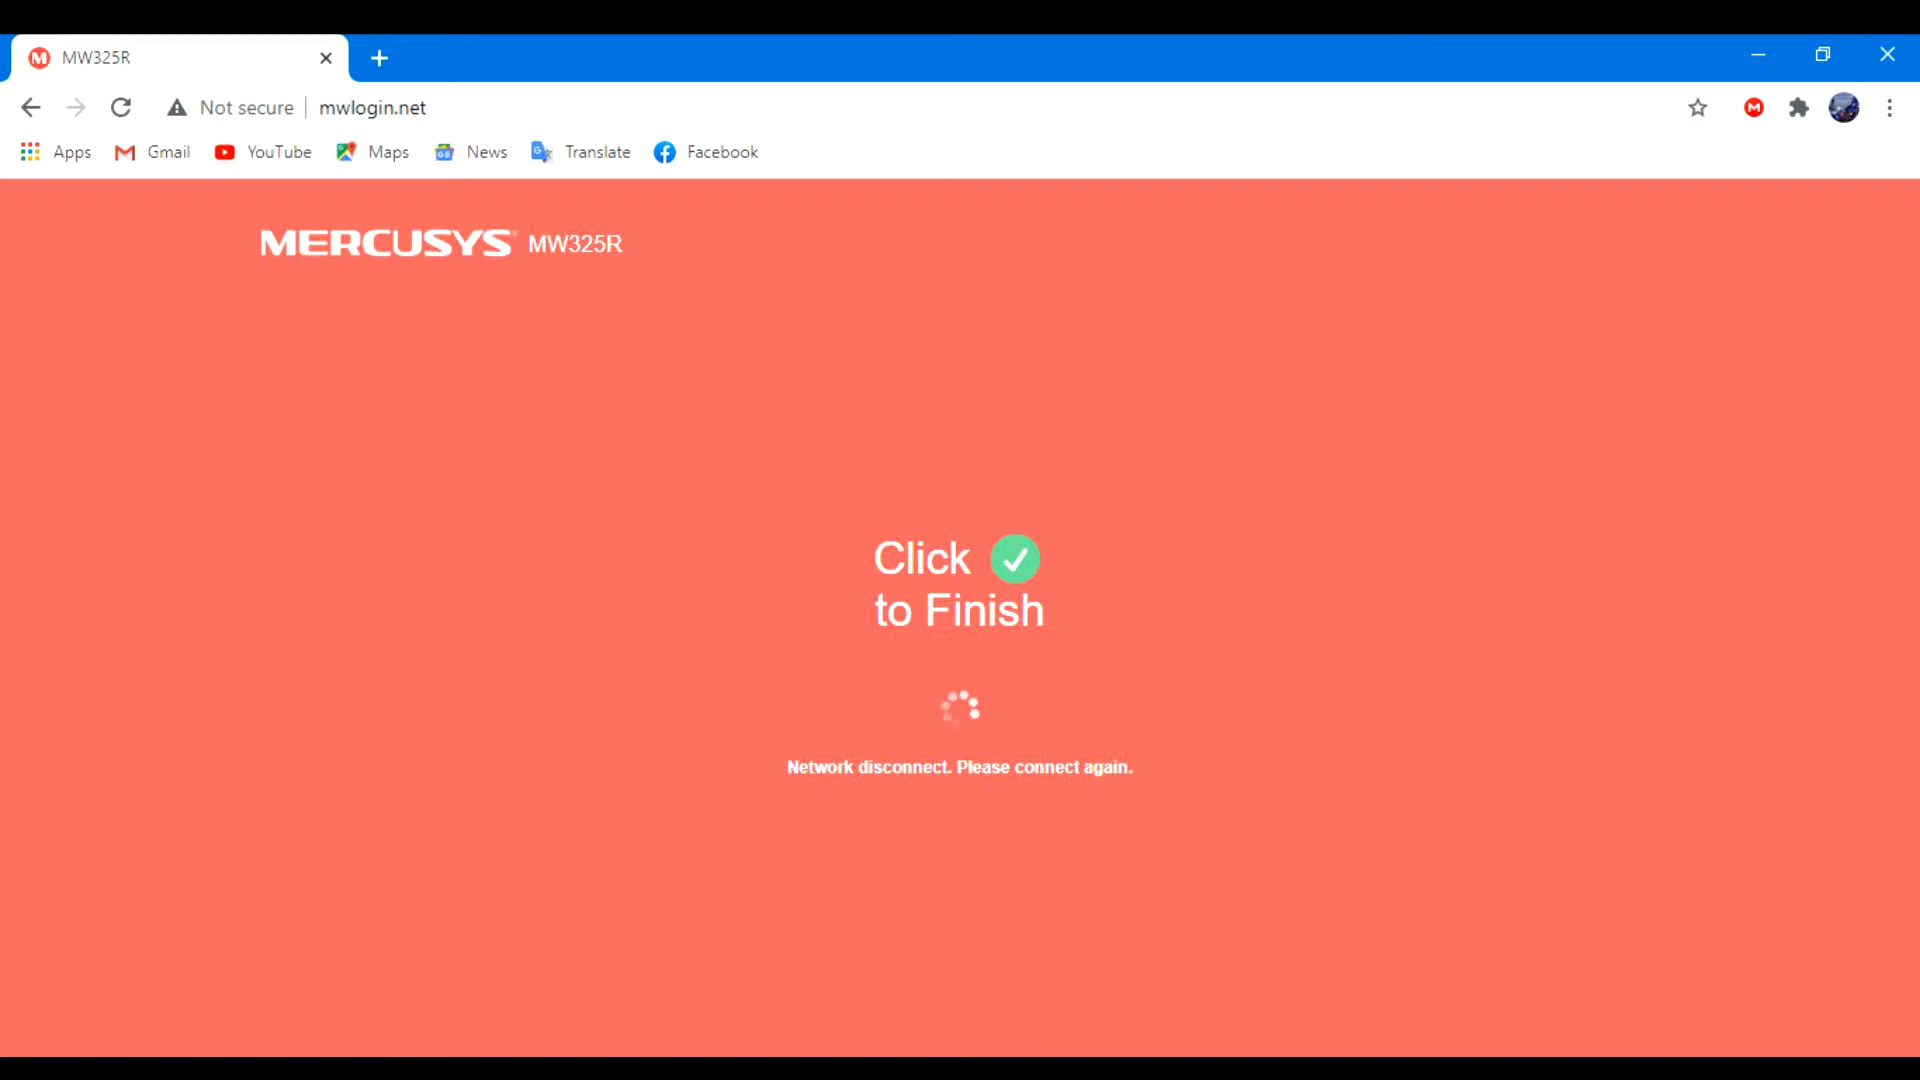 MW325R
Not secure mwlogin.net
Apps Gmail YouTube Maps News Translate Facebook
MERCUSYS MW325R
Click
to Finish
Network disconnect. Please connect again.